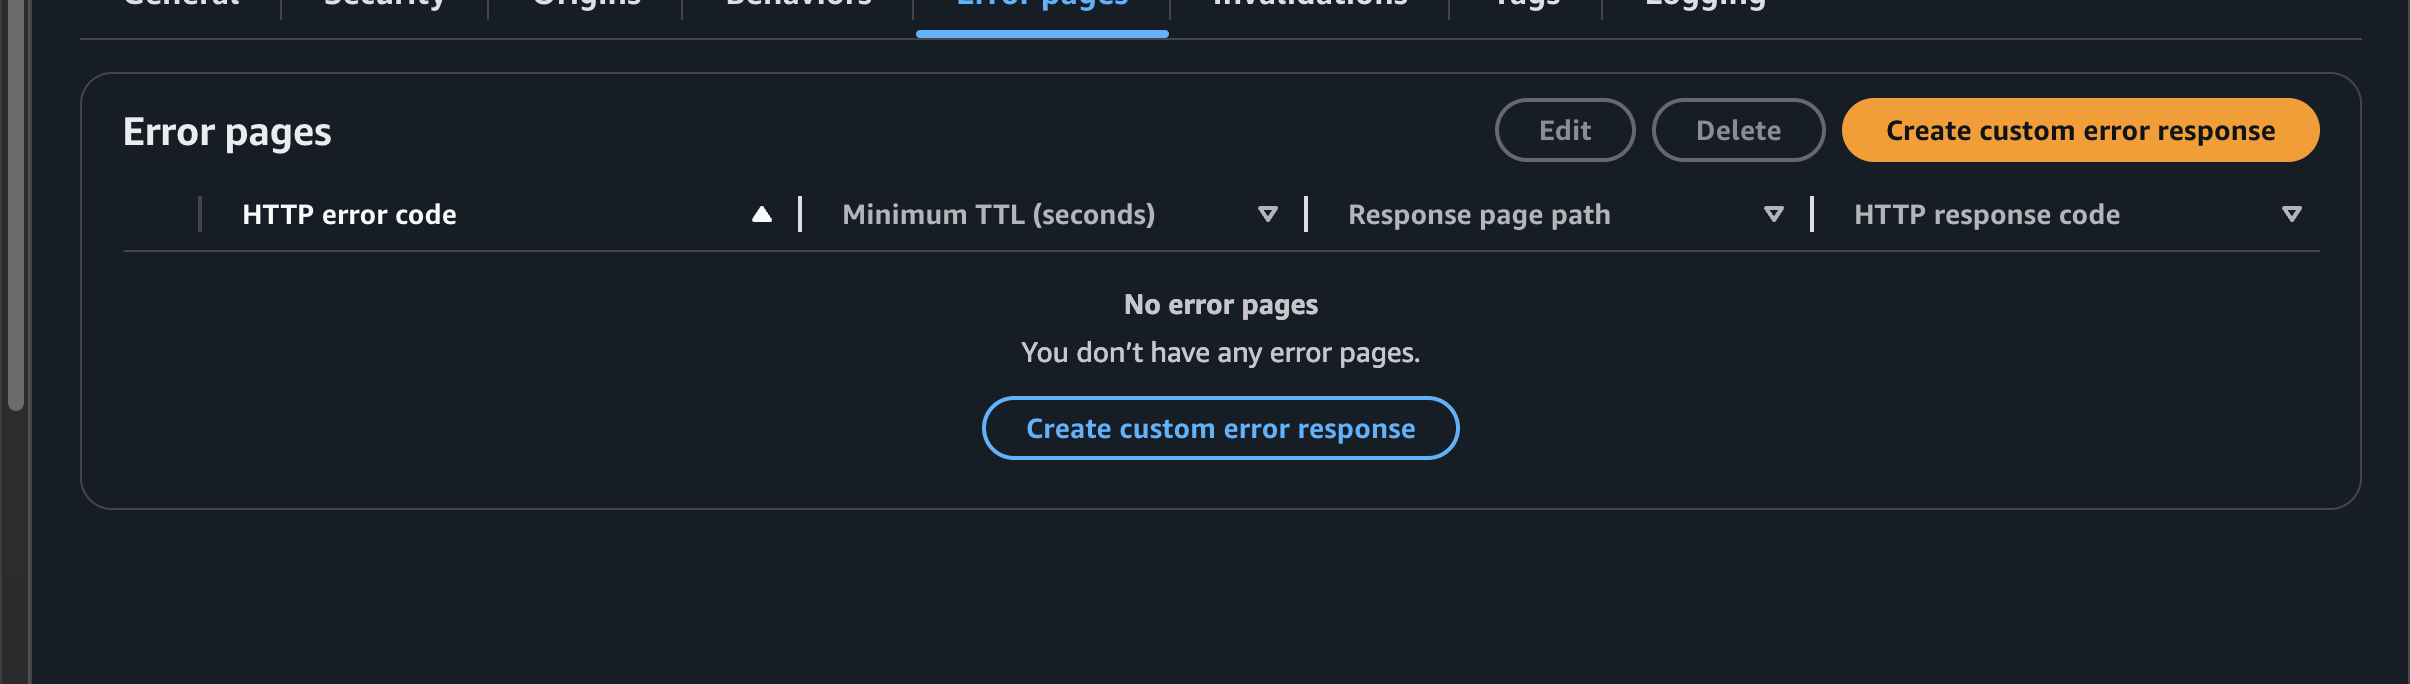 General Security Origins Behaviors Error pages Invalidations Tags Logging
Error pages Edit Delete Create custom error response
HTTP error code Minimum TTL (seconds) Response page path HTTP response code
No error pages
You don’t have any error pages.
Create custom error response